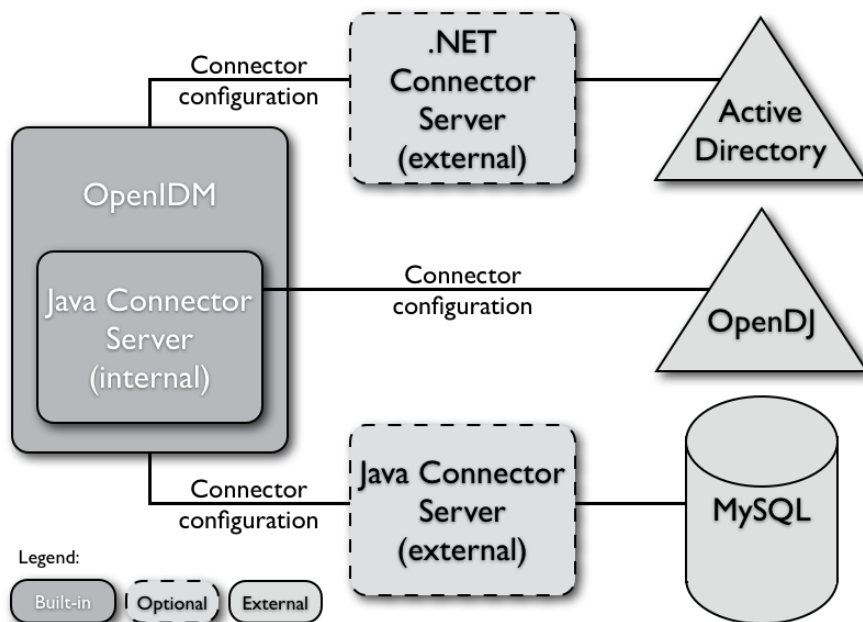 .NET
Connector
Server
(external)
Connector
configuration
Active
Directory
OpenIDM
Java Connector
Server
(internal)
Connector
configuration
OpenDJ
Connector
configuration
Java Connector
Server
(external)
MySQL
Legend:
Built-in
Optional
External